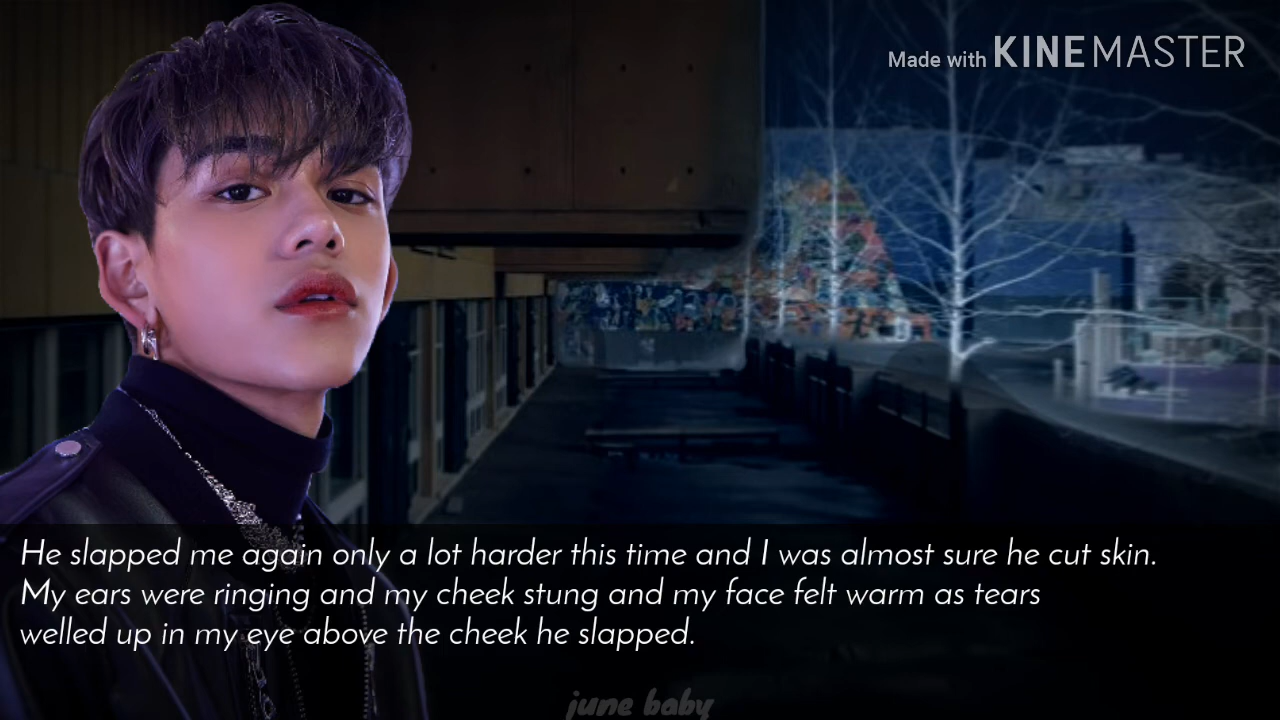 Made with KINEMASTER
He slapped me again only a lot harder this time and I was almost sure he cut skin.
My ears were ringing and my cheek stung and my face felt warm as tears
welled up in my eye above the cheek he slapped.
june baby